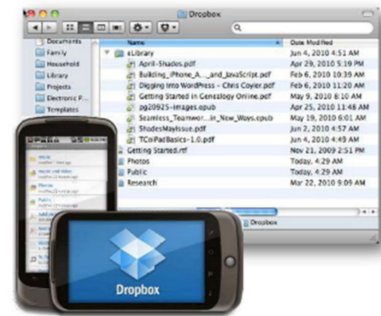 Dropbox
Documents
Family
Household
Library
Projects
Electronic P...
Templates
Name Date Modified
eLibrary Jun 4, 2010 4:51 AM
April-Shades.pdf Apr 29, 2010 5:19 PM
Building_iPhone_A..._and_JavaScript.pdf Feb 6, 2010 10:39 AM
Digging Into WordPress - Chris Coyier.pdf Feb 6, 2010 11:20 AM
Getting Started in Genealogy Online.pdf May 9, 2010 8:10 AM
pg20925-images.epub Apr 25, 2010 11:48 AM
Seamless_Teamwor...in_New_Ways.epub May 19, 2010 6:01 AM
ShadesMayIssue.pdf Jun 2, 2010 4:57 AM
TCoiPadBasics-1.0.pdf Jun 4, 2010 4:49 AM
Getting Started.rtf Nov 21, 2009 2:51 PM
Photos Today, 4:29 AM
Public Today, 4:29 AM
Research Mar 22, 2010 9:09 AM
Dropbox
Dropbox